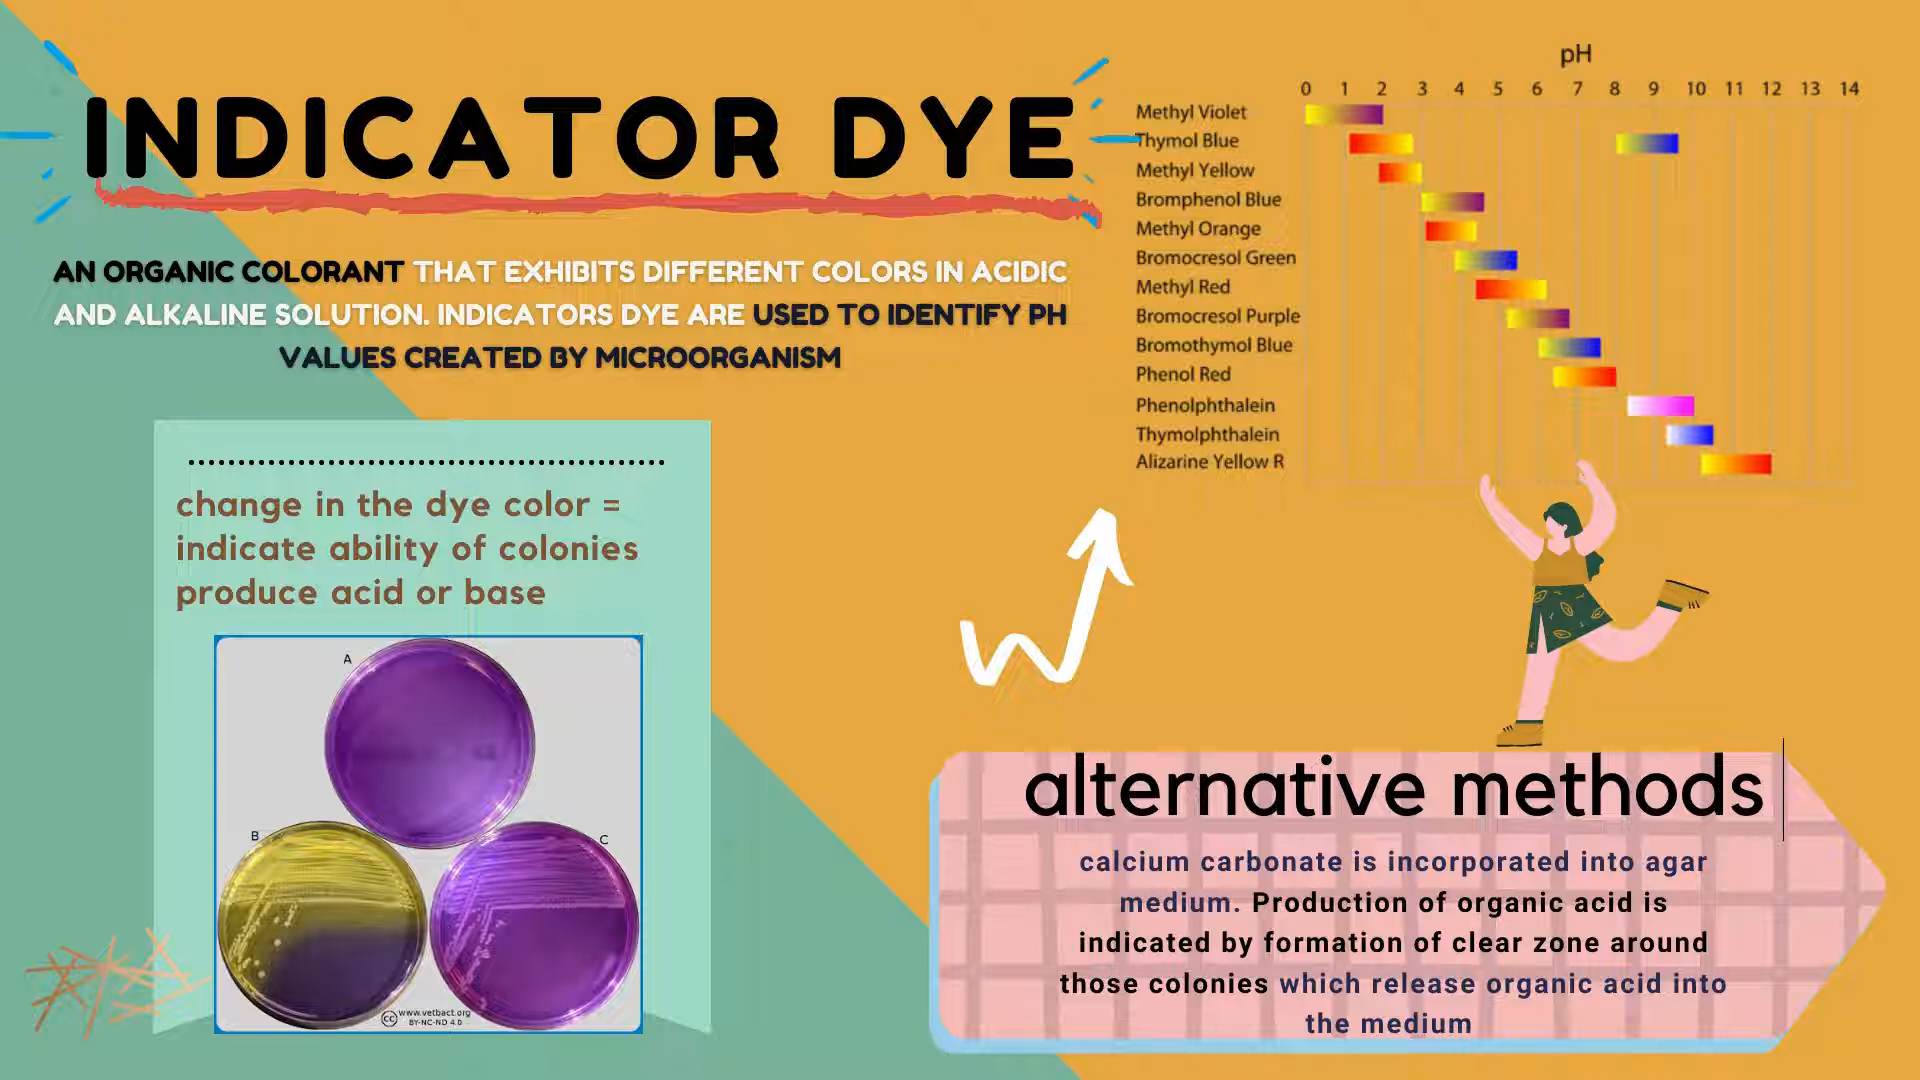 INDICATOR DYE
AN ORGANIC COLORANT THAT EXHIBITS DIFFERENT COLORS IN ACIDIC
AND ALKALINE SOLUTION. INDICATORS DYE ARE USED TO IDENTIFY PH
VALUES CREATED BY MICROORGANISM
pH
0 1 2 3 4 5 6 7 8 9 10 11 12 13 14
Methyl Violet
Thymol Blue
Methyl Yellow
Bromphenol Blue
Methyl Orange
Bromocresol Green
Methyl Red
Bromocresol Purple
Bromothymol Blue
Phenol Red
Phenolphthalein
Thymolphthalein
Alizarine Yellow R
change in the dye color =
indicate ability of colonies
produce acid or base
A
B
C
cc www.vetbact.org
BY-NC-ND 4.0
alternative methods
calcium carbonate is incorporated into agar
medium. Production of organic acid is
indicated by formation of clear zone around
those colonies which release organic acid into
the medium